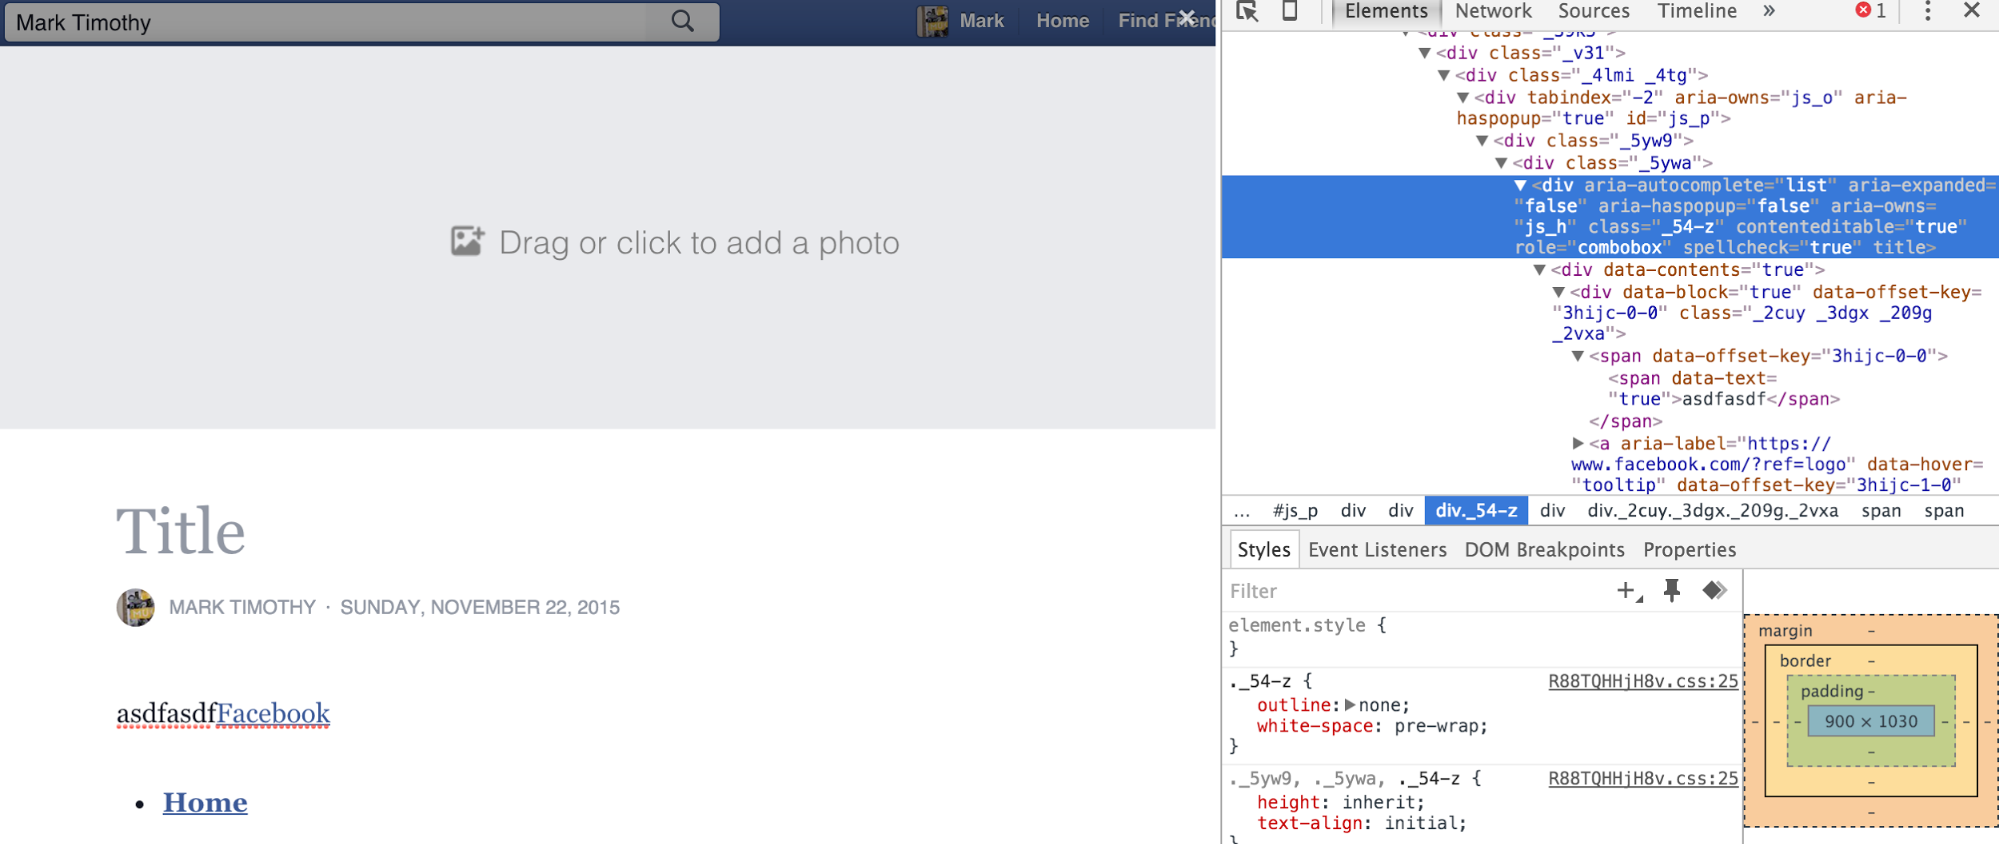 Mark Timothy
Mark Home Find Friend
Drag or click to add a photo
Title
MARK TIMOTHY · SUNDAY, NOVEMBER 22, 2015
asdfasdfFacebook
• Home
Elements Network Sources Timeline » 1
<div class="_39k5">
<div class="_v31">
<div class="_4lmi _4tg">
<div tabindex="-2" aria-owns="js_o" aria-
haspopup="true" id="js_p">
<div class="_5yw9">
<div class="_5ywa">
<div aria-autocomplete="list" aria-expanded=
"false" aria-haspopup="false" aria-owns=
"js_h" class="_54-z" contenteditable="true"
role="combobox" spellcheck="true" title>
<div data-contents="true">
<div data-block="true" data-offset-key=
"3hijc-0-0" class="_2cuy _3dgx _209g
_2vxa">
<span data-offset-key="3hijc-0-0">
<span data-text=
"true">asdfasdf</span>
</span>
<a aria-label="https://
www.facebook.com/?ref=logo" data-hover=
"tooltip" data-offset-key="3hijc-1-0"
... #js_p div div div._54-z div div._2cuy._3dgx._209g._2vxa span span
Styles Event Listeners DOM Breakpoints Properties
Filter
element.style {
}
._54-z { R88TQHHjH8v.css:25
outline: none;
white-space: pre-wrap;
}
._5yw9, ._5ywa, ._54-z { R88TQHHjH8v.css:25
height: inherit;
text-align: initial;
}
margin -
border -
padding -
- - - 900 × 1030 - - -
-
-
-